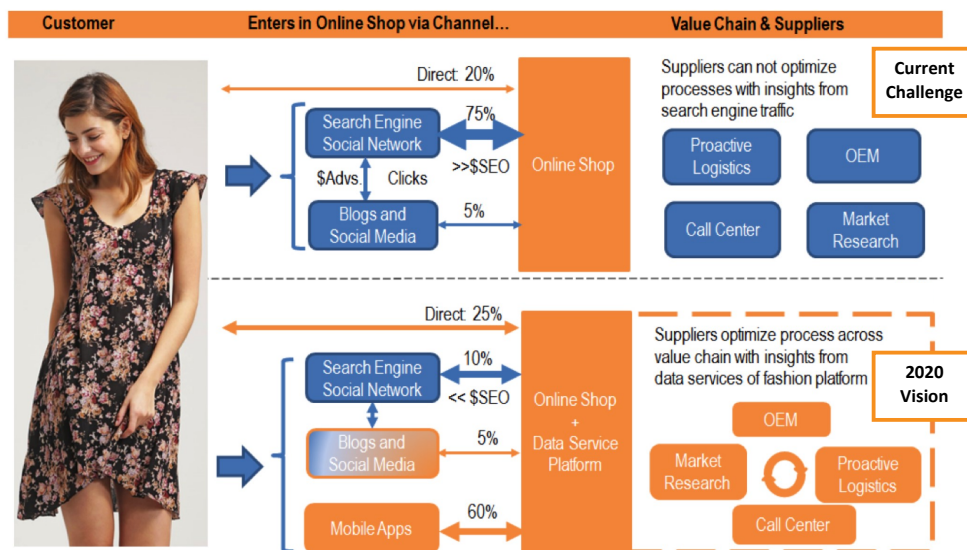 Customer
Enters in Online Shop via Channel...
Value Chain & Suppliers
Direct: 20%
Search Engine
Social Network
75%
>>$SEO
$Advs.
Clicks
Blogs and
Social Media
5%
Online Shop
Suppliers can not optimize
processes with insights from
search engine traffic
Current
Challenge
Proactive
Logistics
OEM
Call Center
Market
Research
Direct: 25%
Search Engine
Social Network
10%
<< $SEO
Blogs and
Social Media
5%
Mobile Apps
60%
Online Shop
+
Data Service
Platform
Suppliers optimize process across
value chain with insights from
data services of fashion platform
2020
Vision
OEM
Market
Research
Proactive
Logistics
Call Center